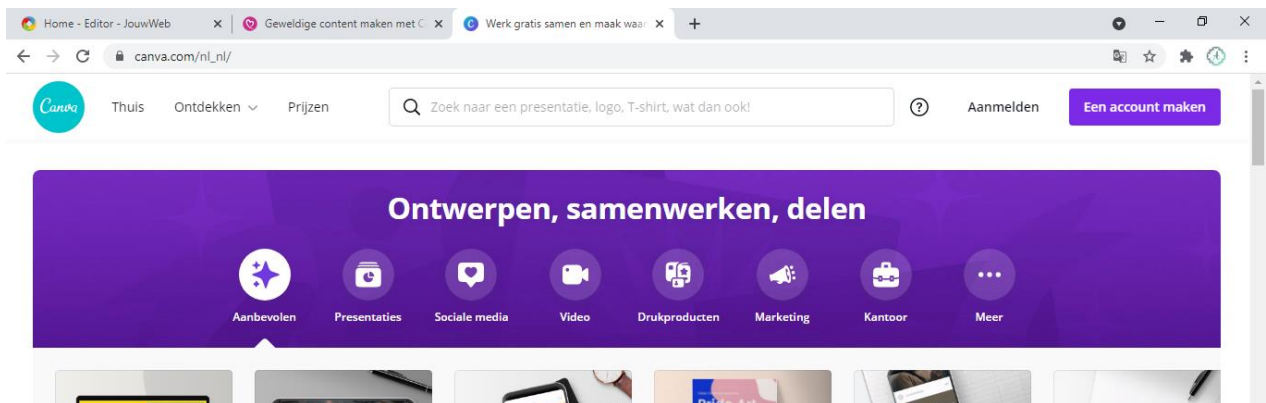 Home - Editor - JouwWeb Geweldige content maken met C Werk gratis samen en maak waar
canva.com/nl_nl/
Canva Thuis Ontdekken Prijzen Zoek naar een presentatie, logo, T-shirt, wat dan ook! Aanmelden Een account maken
Ontwerpen, samenwerken, delen
Aanbevolen Presentaties Sociale media Video Drukproducten Marketing Kantoor Meer